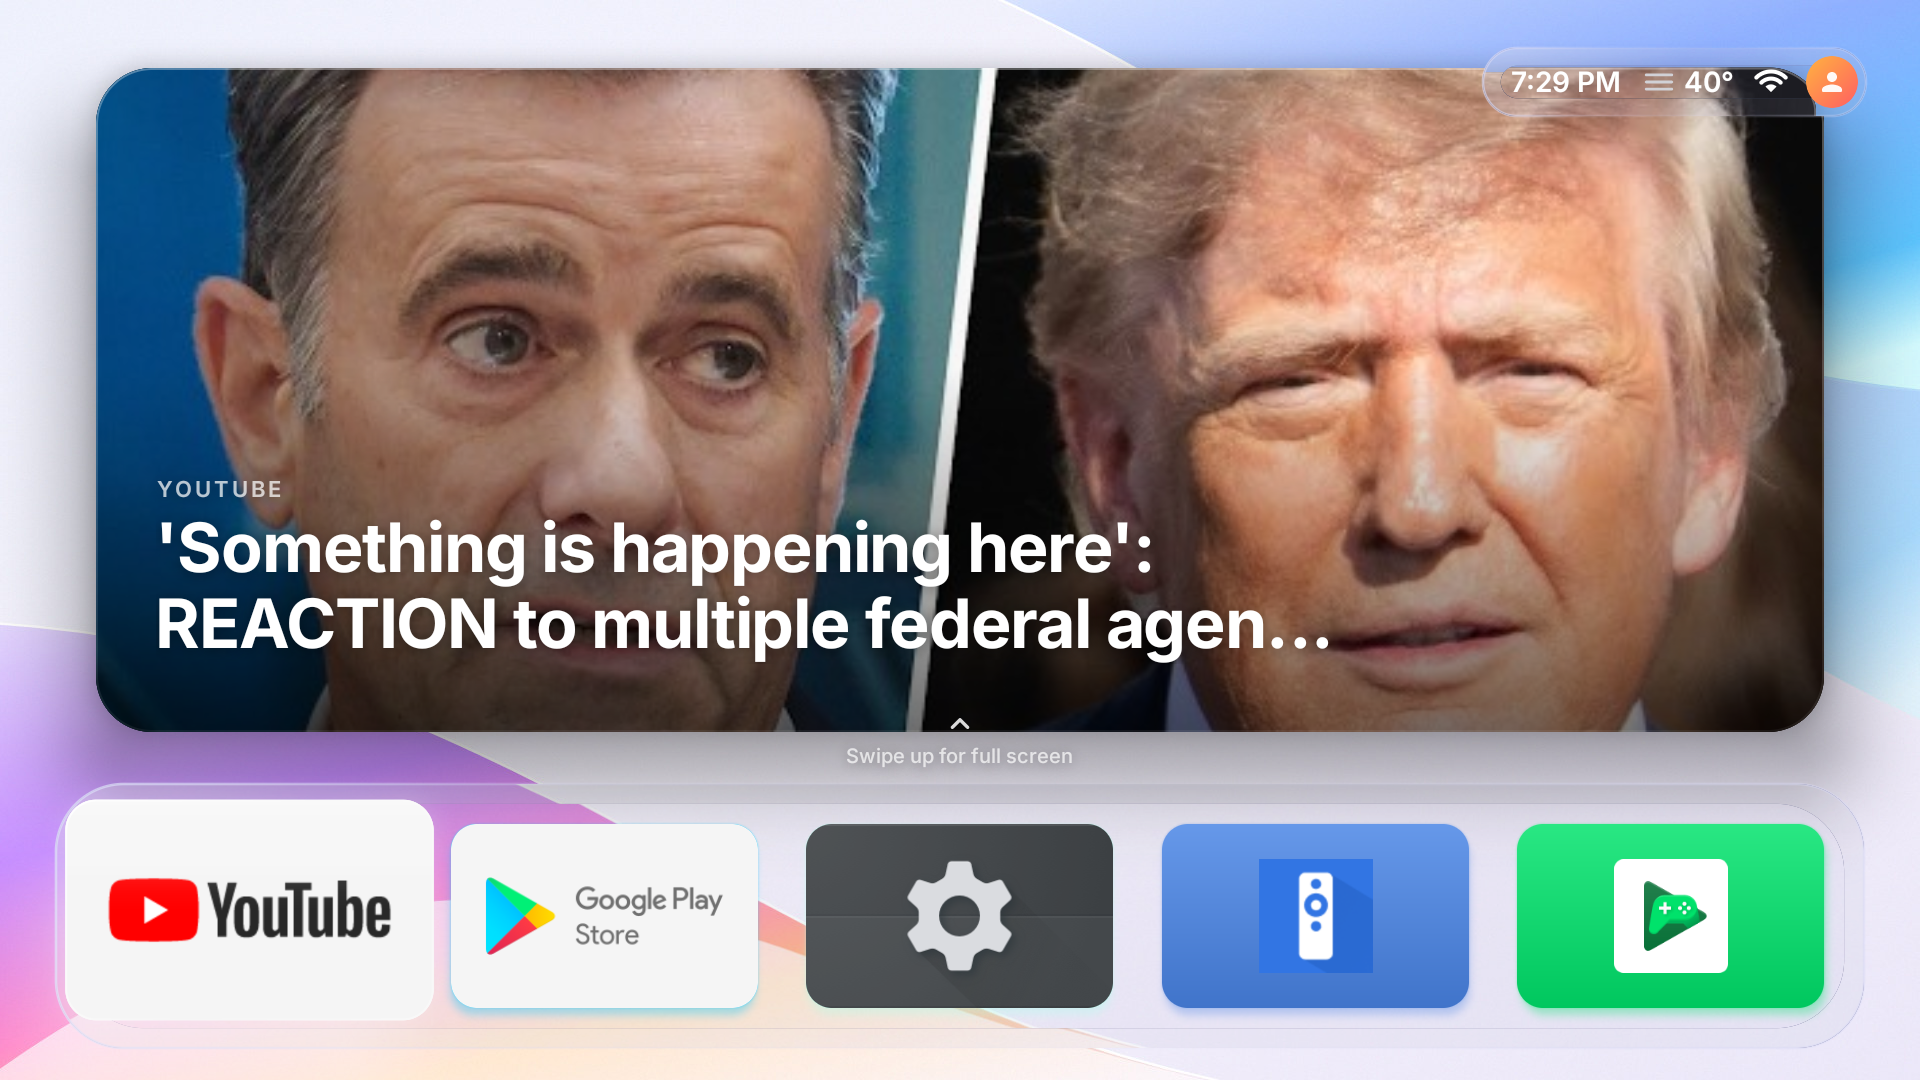 7:29 PM 40°
YOUTUBE
'Something is happening here':
REACTION to multiple federal agen...
Swipe up for full screen
YouTube
Google Play
Store